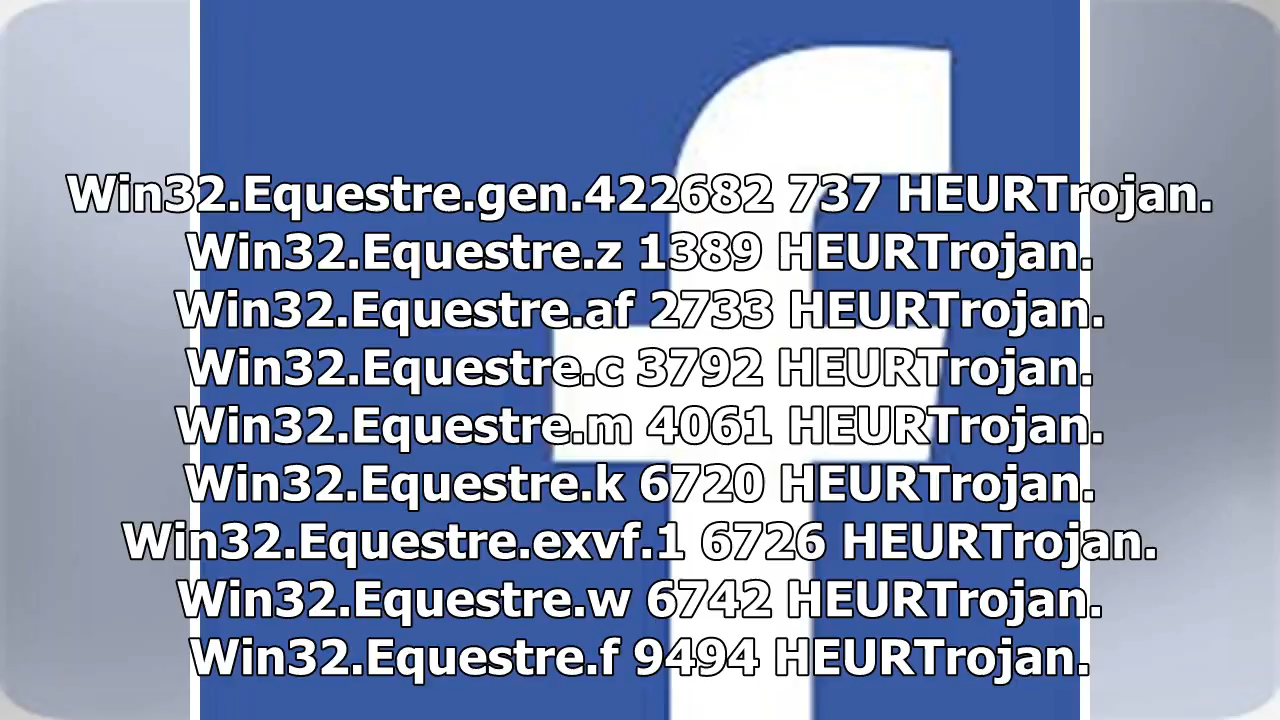 Win32.Equestre.gen.422682 737 HEURTrojan.
Win32.Equestre.z 1389 HEURTrojan.
Win32.Equestre.af 2733 HEURTrojan.
Win32.Equestre.c 3792 HEURTrojan.
Win32.Equestre.m 4061 HEURTrojan.
Win32.Equestre.k 6720 HEURTrojan.
Win32.Equestre.exvf.1 6726 HEURTrojan.
Win32.Equestre.w 6742 HEURTrojan.
Win32.Equestre.f 9494 HEURTrojan.